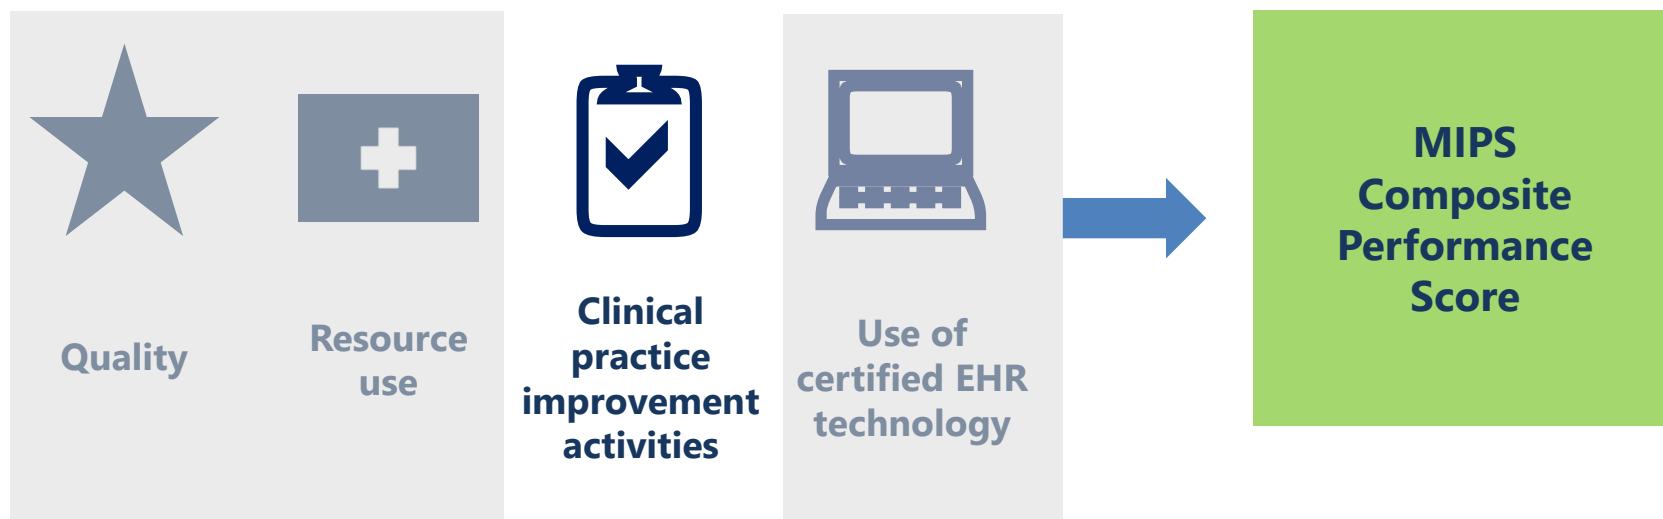 Quality
Resource
use
Clinical
practice
improvement
activities
Use of
certified EHR
technology
MIPS
Composite
Performance
Score